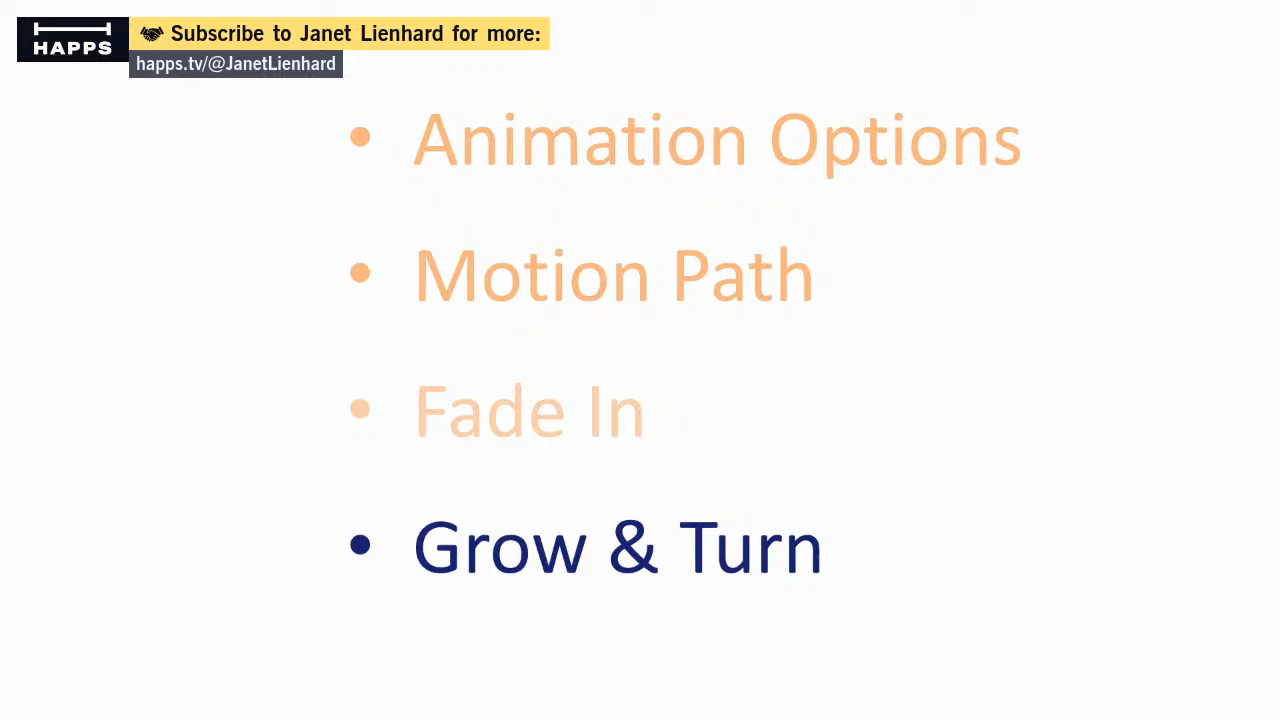 HAPPS
Subscribe to Janet Lienhard for more:
happs.tv/@JanetLienhard
• Animation Options
• Motion Path
• Fade In
• Grow & Turn